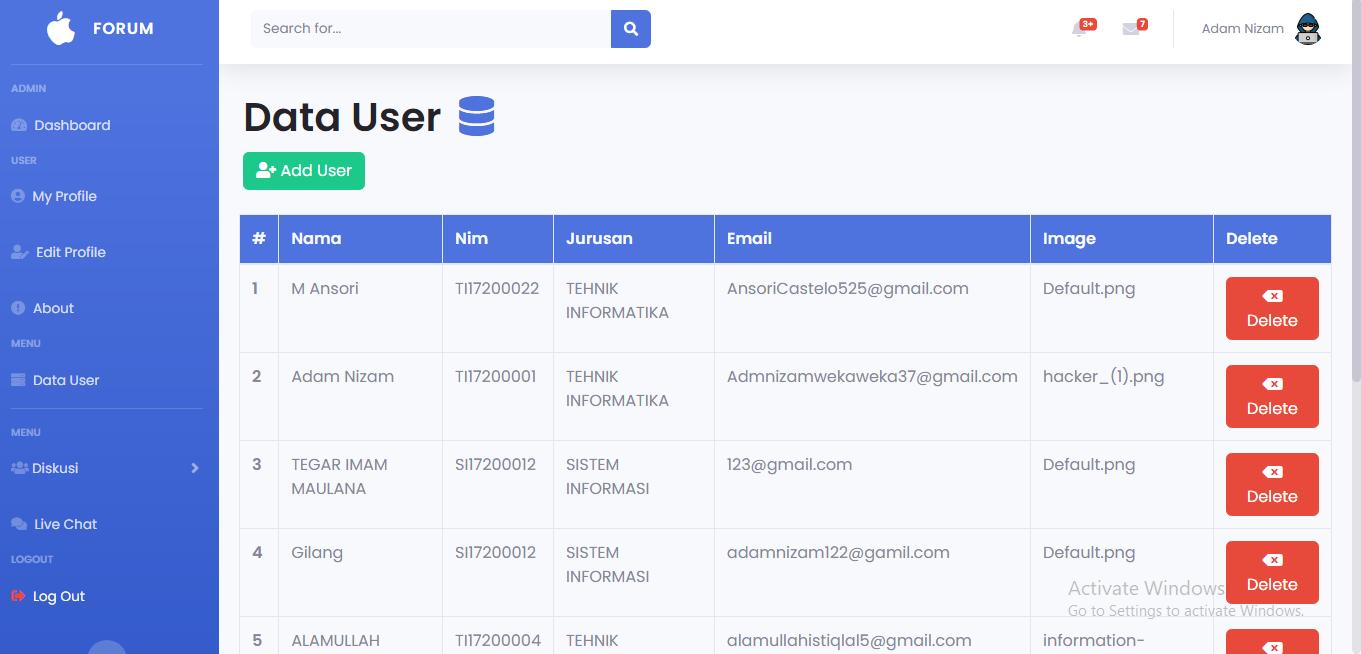 FORUM
ADMIN
Dashboard
USER
My Profile
Edit Profile
About
MENU
Data User
MENU
Diskusi
Live Chat
LOGOUT
Log Out
Search for...
3+
7
Adam Nizam
Data User
Add User
# Nama Nim Jurusan Email Image Delete
1 M Ansori TI17200022 TEHNIK AnsoriCastelo525@gmail.com Default.png
INFORMATIKA Delete
2 Adam Nizam TI17200001 TEHNIK Admnizamwekaweka37@gmail.com hacker_(1).png
INFORMATIKA Delete
3 TEGAR IMAM SI17200012 SISTEM 123@gmail.com Default.png
MAULANA INFORMASI Delete
4 Gilang SI17200012 SISTEM adamnizam122@gamil.com Default.png
INFORMASI Delete
Activate Windows
Go to Settings to activate Windows.
5 ALAMULLAH TI17200004 TEHNIK alamullahistiqlal5@gmail.com information-